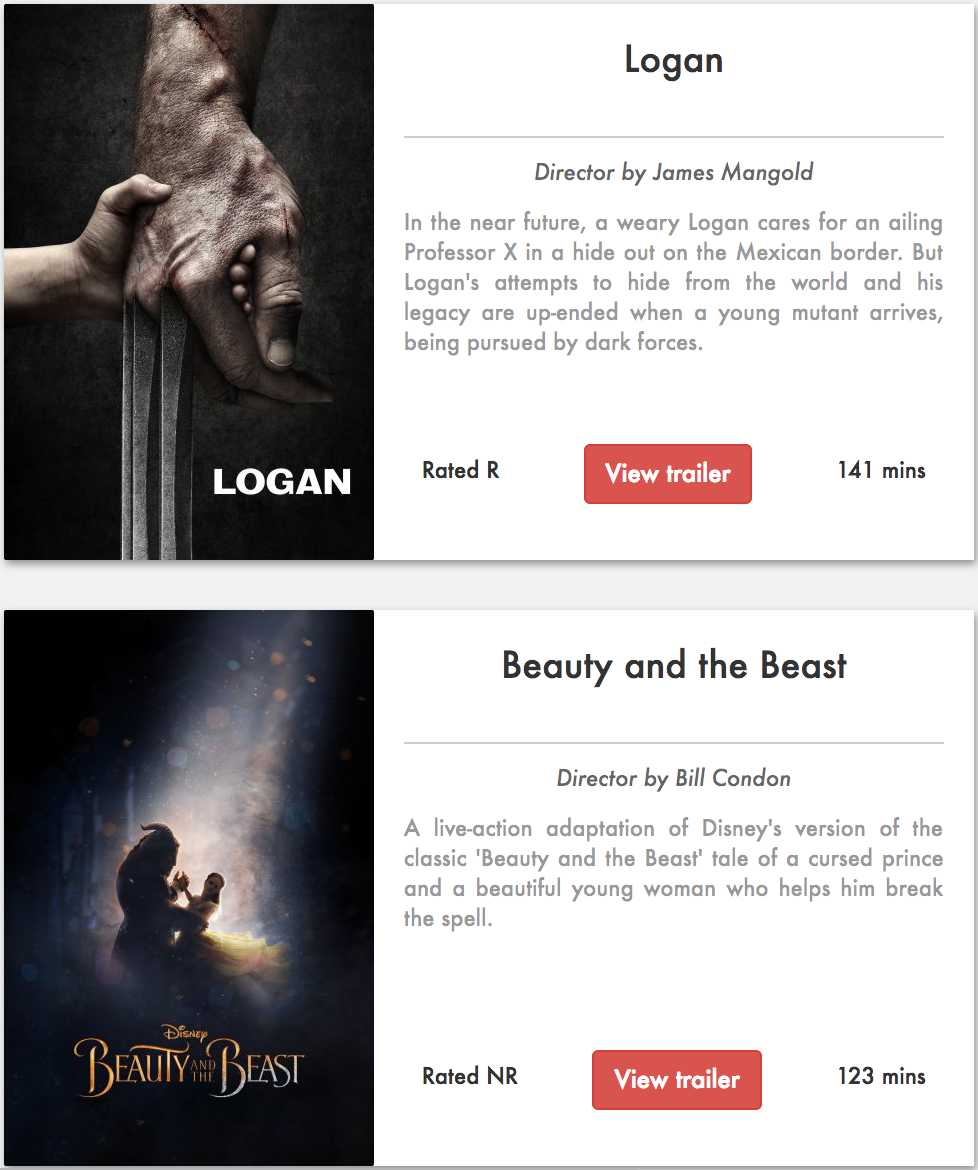 Logan
Director by James Mangold
In the near future, a weary Logan cares for an ailing
Professor X in a hide out on the Mexican border. But
Logan's attempts to hide from the world and his
legacy are up-ended when a young mutant arrives,
being pursued by dark forces.
LOGAN
Rated R View trailer 141 mins
Beauty and the Beast
Director by Bill Condon
A live-action adaptation of Disney's version of the
classic 'Beauty and the Beast' tale of a cursed prince
and a beautiful young woman who helps him break
the spell.
Disney
BEAUTY AND THE BEAST
Rated NR View trailer 123 mins